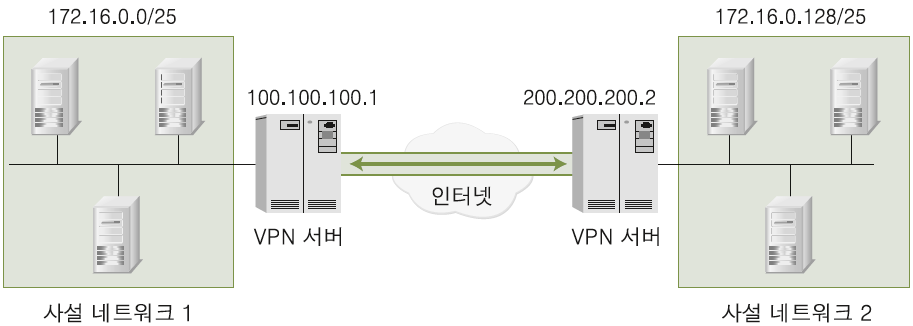 172.16.0.0/25
172.16.0.128/25
100.100.100.1
200.200.200.2
인터넷
VPN 서버
VPN 서버
사설 네트워크 1
사설 네트워크 2